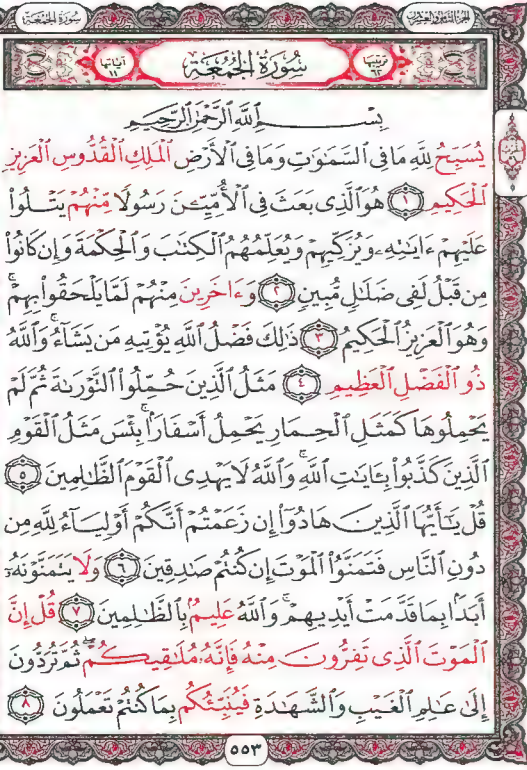 الجزء الثامن والعشرون
سورة الجمعة
ترتيبها ٦٢
سُورَةُ الْجُمُعَةِ
آياتها ١١
بِسْمِ ٱللَّهِ ٱلرَّحْمَٰنِ ٱلرَّحِيمِ
يُسَبِّحُ لِلَّهِ مَا فِى ٱلسَّمَٰوَٰتِ وَمَا فِى ٱلْأَرْضِ ٱلْمَلِكِ ٱلْقُدُّوسِ ٱلْعَزِيزِ
ٱلْحَكِيمِ ١ هُوَ ٱلَّذِى بَعَثَ فِى ٱلْأُمِّيِّـۧنَ رَسُولًا مِّنْهُمْ يَتْلُوا۟
عَلَيْهِمْ ءَايَٰتِهِۦ وَيُزَكِّيهِمْ وَيُعَلِّمُهُمُ ٱلْكِتَٰبَ وَٱلْحِكْمَةَ وَإِن كَانُوا۟
مِن قَبْلُ لَفِى ضَلَٰلٍ مُّبِينٍ ٢ وَءَاخَرِينَ مِنْهُمْ لَمَّا يَلْحَقُوا۟ بِهِمْ ۚ
وَهُوَ ٱلْعَزِيزُ ٱلْحَكِيمُ ٣ ذَٰلِكَ فَضْلُ ٱللَّهِ يُؤْتِيهِ مَن يَشَآءُ ۚ وَٱللَّهُ
ذُو ٱلْفَضْلِ ٱلْعَظِيمِ ٤ مَثَلُ ٱلَّذِينَ حُمِّلُوا۟ ٱلتَّوْرَىٰةَ ثُمَّ لَمْ
يَحْمِلُوهَا كَمَثَلِ ٱلْحِمَارِ يَحْمِلُ أَسْفَارًۢا ۚ بِئْسَ مَثَلُ ٱلْقَوْمِ
ٱلَّذِينَ كَذَّبُوا۟ بِـَٔايَٰتِ ٱللَّهِ ۚ وَٱللَّهُ لَا يَهْدِى ٱلْقَوْمَ ٱلظَّٰلِمِينَ ٥
قُلْ يَٰٓأَيُّهَا ٱلَّذِينَ هَادُوٓا۟ إِن زَعَمْتُمْ أَنَّكُمْ أَوْلِيَآءُ لِلَّهِ مِن
دُونِ ٱلنَّاسِ فَتَمَنَّوُا۟ ٱلْمَوْتَ إِن كُنتُمْ صَٰدِقِينَ ٦ وَلَا يَتَمَنَّوْنَهُۥٓ
أَبَدًۢا بِمَا قَدَّمَتْ أَيْدِيهِمْ ۚ وَٱللَّهُ عَلِيمٌۢ بِٱلظَّٰلِمِينَ ٧ قُلْ إِنَّ
ٱلْمَوْتَ ٱلَّذِى تَفِرُّونَ مِنْهُ فَإِنَّهُۥ مُلَٰقِيكُمْ ۖ ثُمَّ تُرَدُّونَ
إِلَىٰ عَٰلِمِ ٱلْغَيْبِ وَٱلشَّهَٰدَةِ فَيُنَبِّئُكُم بِمَا كُنتُمْ تَعْمَلُونَ ٨
٥٥٣